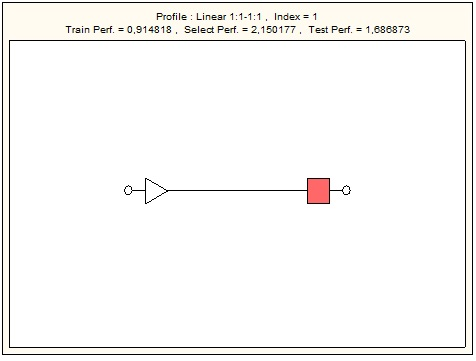 Profile : Linear 1:1-1:1 ,  Index = 1
Train Perf. = 0,914818 ,  Select Perf. = 2,150177 ,  Test Perf. = 1,686873